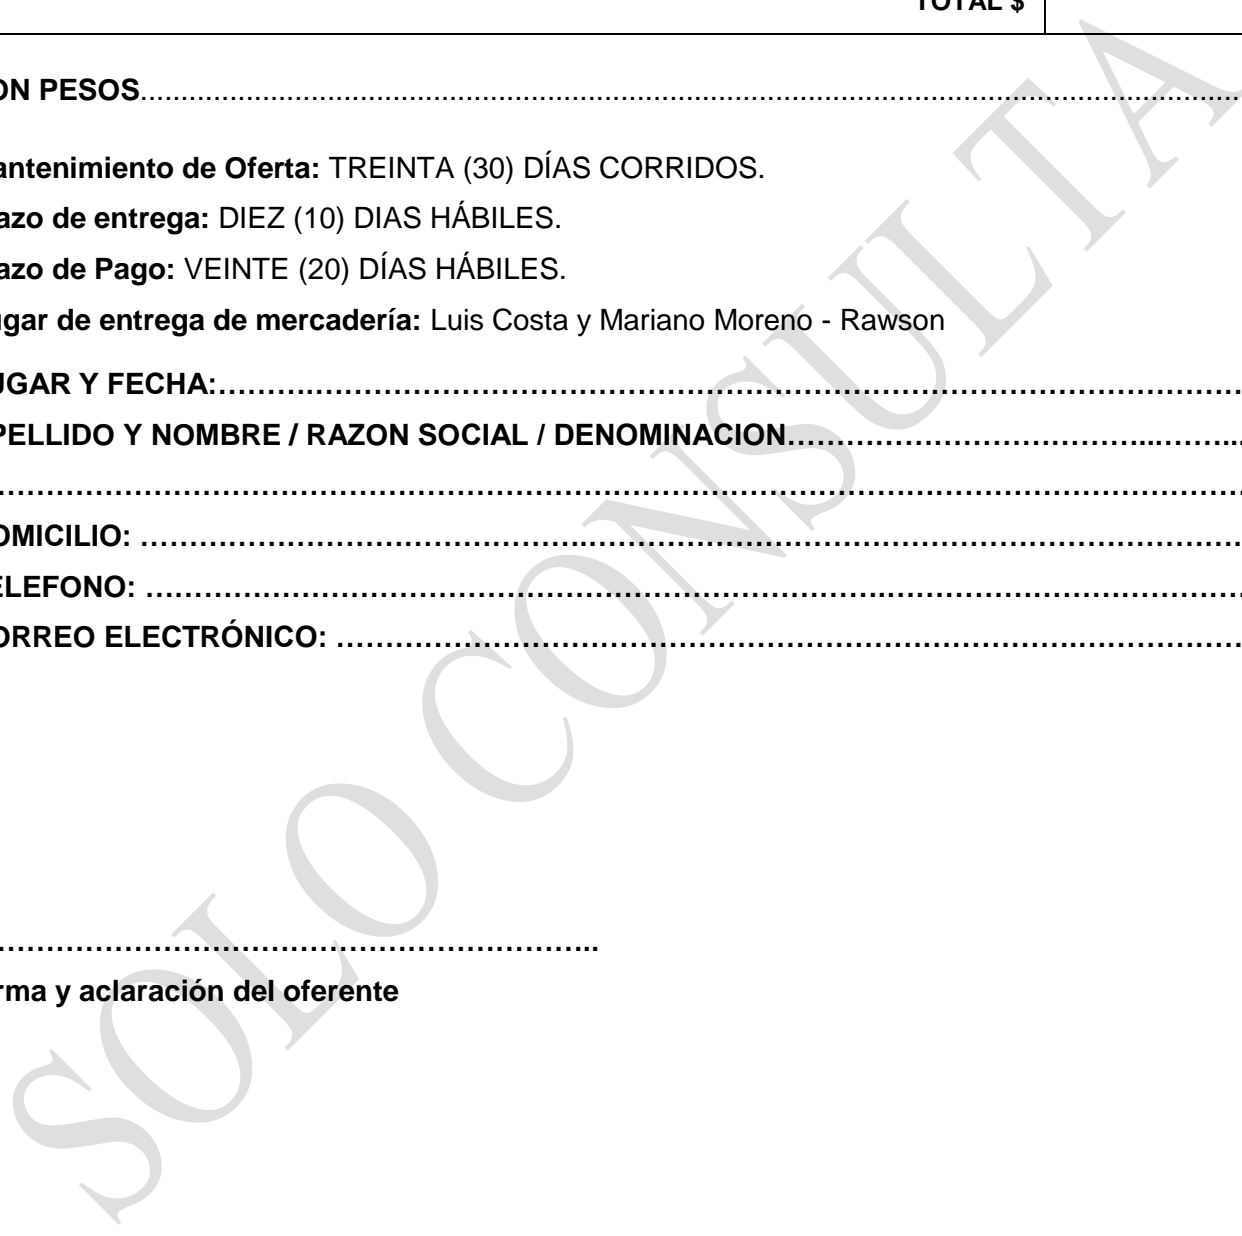 TOTAL $
ON PESOS.......................................................................................................................................
antenimiento de Oferta: TREINTA (30) DÍAS CORRIDOS.
azo de entrega: DIEZ (10) DIAS HÁBILES.
azo de Pago: VEINTE (20) DÍAS HÁBILES.
ugar de entrega de mercadería: Luis Costa y Mariano Moreno - Rawson
UGAR Y FECHA:……….……………………………………………………………………………………
PELLIDO Y NOMBRE / RAZON SOCIAL / DENOMINACION………………………………...……...
………………………………………………………………………………………………………………
OMICILIO: ……………………………………….……………………………………………………….
ELEFONO: ……………………………………………………………….……………………………….
ORREO ELECTRÓNICO: ………………………………………………………………….…………….
……………………………………………………..
rma y aclaración del oferente
SOLO CONSULTA